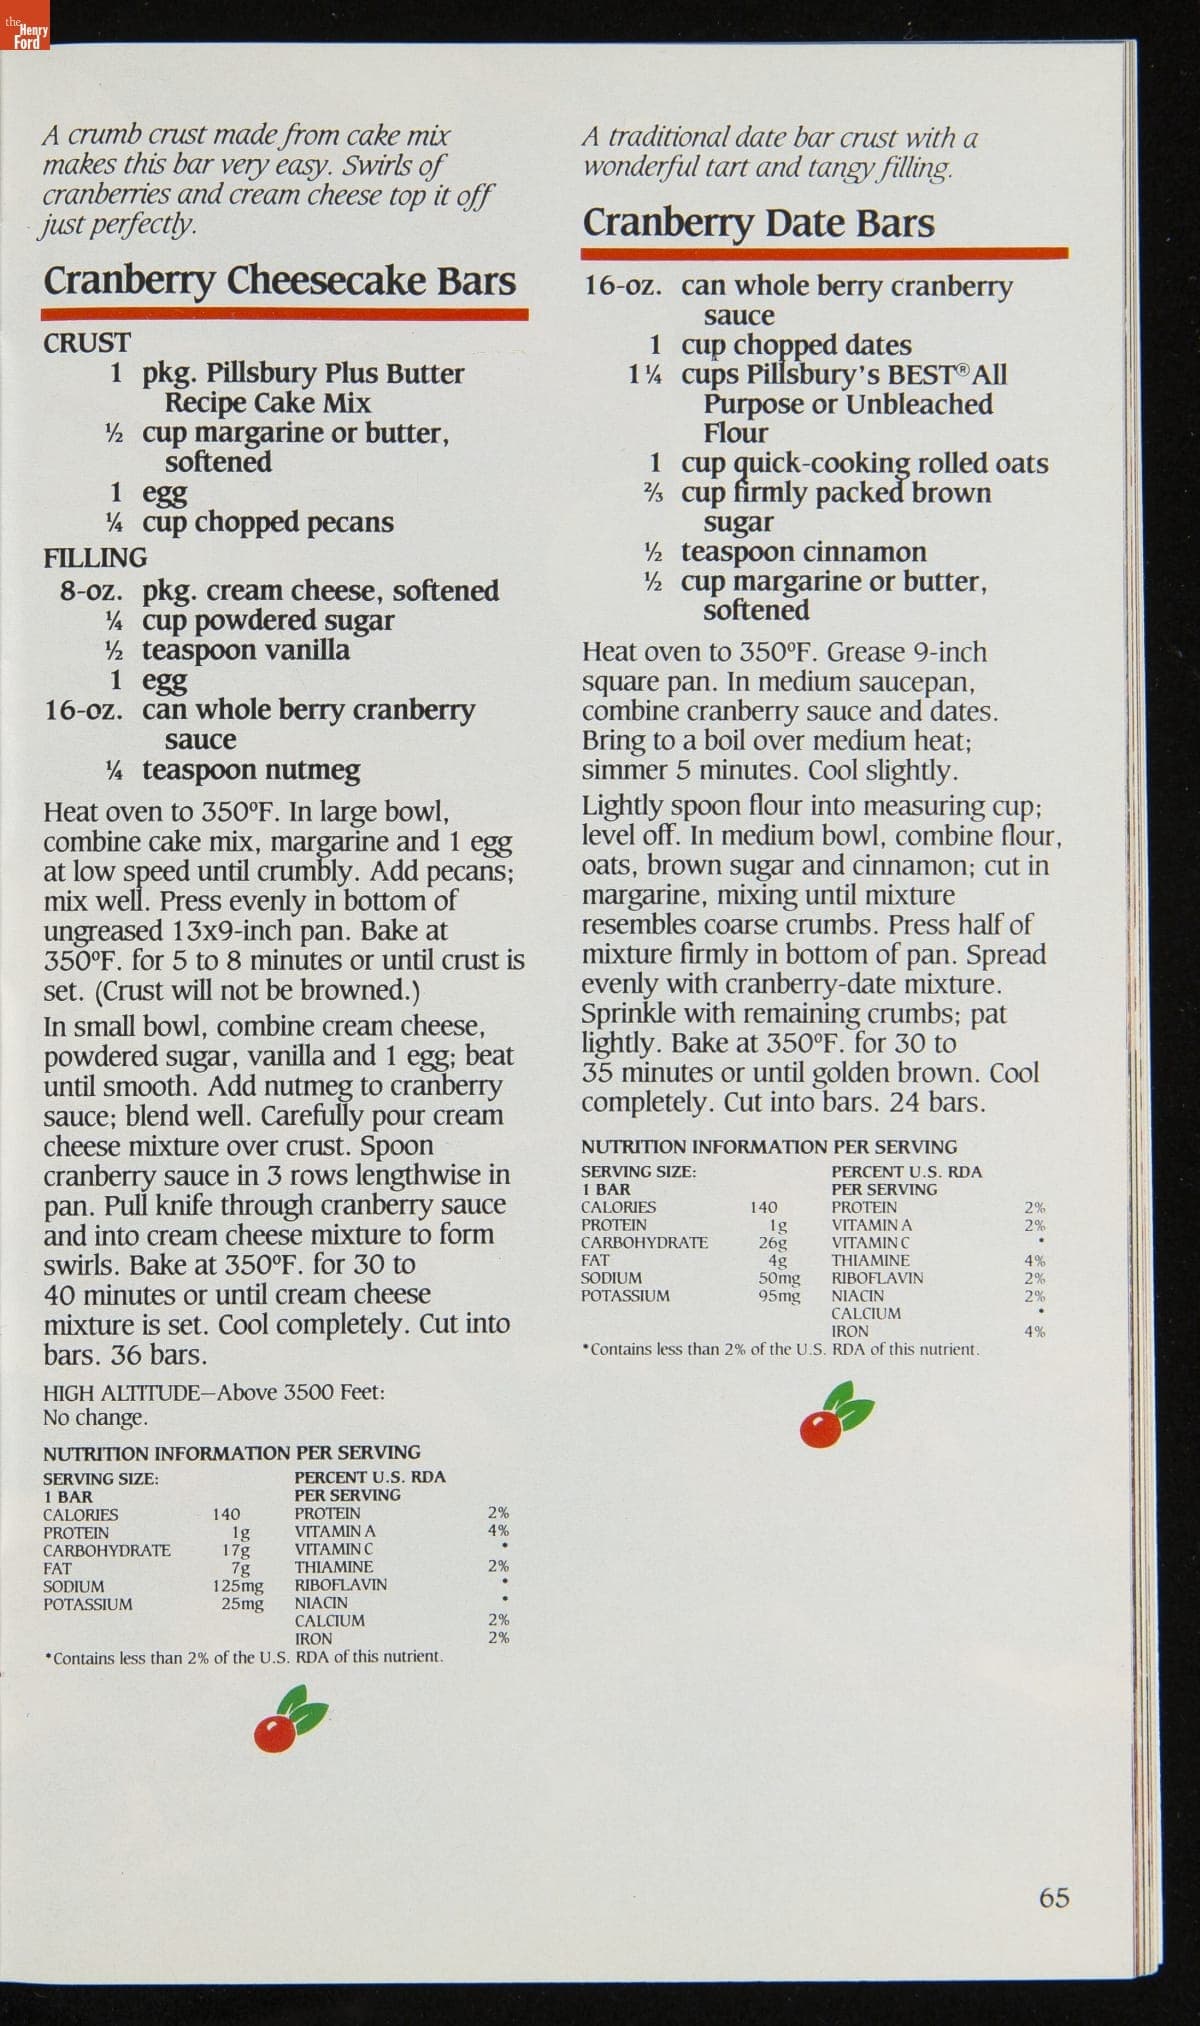 the
Henry
Ford
A crumb crust made from cake mix
makes this bar very easy. Swirls of
cranberries and cream cheese top it off
just perfectly.
Cranberry Cheesecake Bars
CRUST
1 pkg. Pillsbury Plus Butter
Recipe Cake Mix
½ cup margarine or butter,
softened
1 egg
¼ cup chopped pecans
FILLING
8-oz. pkg. cream cheese, softened
¼ cup powdered sugar
½ teaspoon vanilla
1 egg
16-oz. can whole berry cranberry
sauce
¼ teaspoon nutmeg
Heat oven to 350ºF. In large bowl,
combine cake mix, margarine and 1 egg
at low speed until crumbly. Add pecans;
mix well. Press evenly in bottom of
ungreased 13x9-inch pan. Bake at
350ºF. for 5 to 8 minutes or until crust is
set. (Crust will not be browned.)
In small bowl, combine cream cheese,
powdered sugar, vanilla and 1 egg; beat
until smooth. Add nutmeg to cranberry
sauce; blend well. Carefully pour cream
cheese mixture over crust. Spoon
cranberry sauce in 3 rows lengthwise in
pan. Pull knife through cranberry sauce
and into cream cheese mixture to form
swirls. Bake at 350ºF. for 30 to
40 minutes or until cream cheese
mixture is set. Cool completely. Cut into
bars. 36 bars.
HIGH ALTITUDE—Above 3500 Feet:
No change.
NUTRITION INFORMATION PER SERVING
SERVING SIZE: PERCENT U.S. RDA
1 BAR PER SERVING
CALORIES 140 PROTEIN 2%
PROTEIN 1g VITAMIN A 4%
CARBOHYDRATE 17g VITAMIN C *
FAT 7g THIAMINE 2%
SODIUM 125mg RIBOFLAVIN *
POTASSIUM 25mg NIACIN *
CALCIUM 2%
IRON 2%
*Contains less than 2% of the U.S. RDA of this nutrient.
A traditional date bar crust with a
wonderful tart and tangy filling.
Cranberry Date Bars
16-oz. can whole berry cranberry
sauce
1 cup chopped dates
1¼ cups Pillsbury's BEST® All
Purpose or Unbleached
Flour
1 cup quick-cooking rolled oats
⅔ cup firmly packed brown
sugar
½ teaspoon cinnamon
½ cup margarine or butter,
softened
Heat oven to 350ºF. Grease 9-inch
square pan. In medium saucepan,
combine cranberry sauce and dates.
Bring to a boil over medium heat;
simmer 5 minutes. Cool slightly.
Lightly spoon flour into measuring cup;
level off. In medium bowl, combine flour,
oats, brown sugar and cinnamon; cut in
margarine, mixing until mixture
resembles coarse crumbs. Press half of
mixture firmly in bottom of pan. Spread
evenly with cranberry-date mixture.
Sprinkle with remaining crumbs; pat
lightly. Bake at 350ºF. for 30 to
35 minutes or until golden brown. Cool
completely. Cut into bars. 24 bars.
NUTRITION INFORMATION PER SERVING
SERVING SIZE: PERCENT U.S. RDA
1 BAR PER SERVING
CALORIES 140 PROTEIN 2%
PROTEIN 1g VITAMIN A 2%
CARBOHYDRATE 26g VITAMIN C *
FAT 4g THIAMINE 4%
SODIUM 50mg RIBOFLAVIN 2%
POTASSIUM 95mg NIACIN 2%
CALCIUM *
IRON 4%
*Contains less than 2% of the U.S. RDA of this nutrient.
65